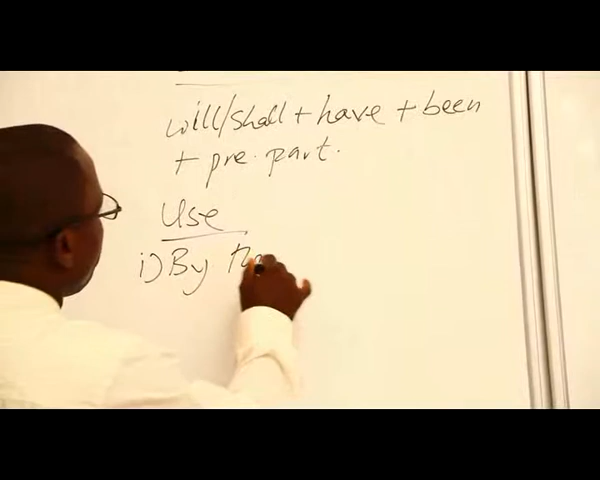 will/shall + have + been
+ pre. part.
Use
i) By